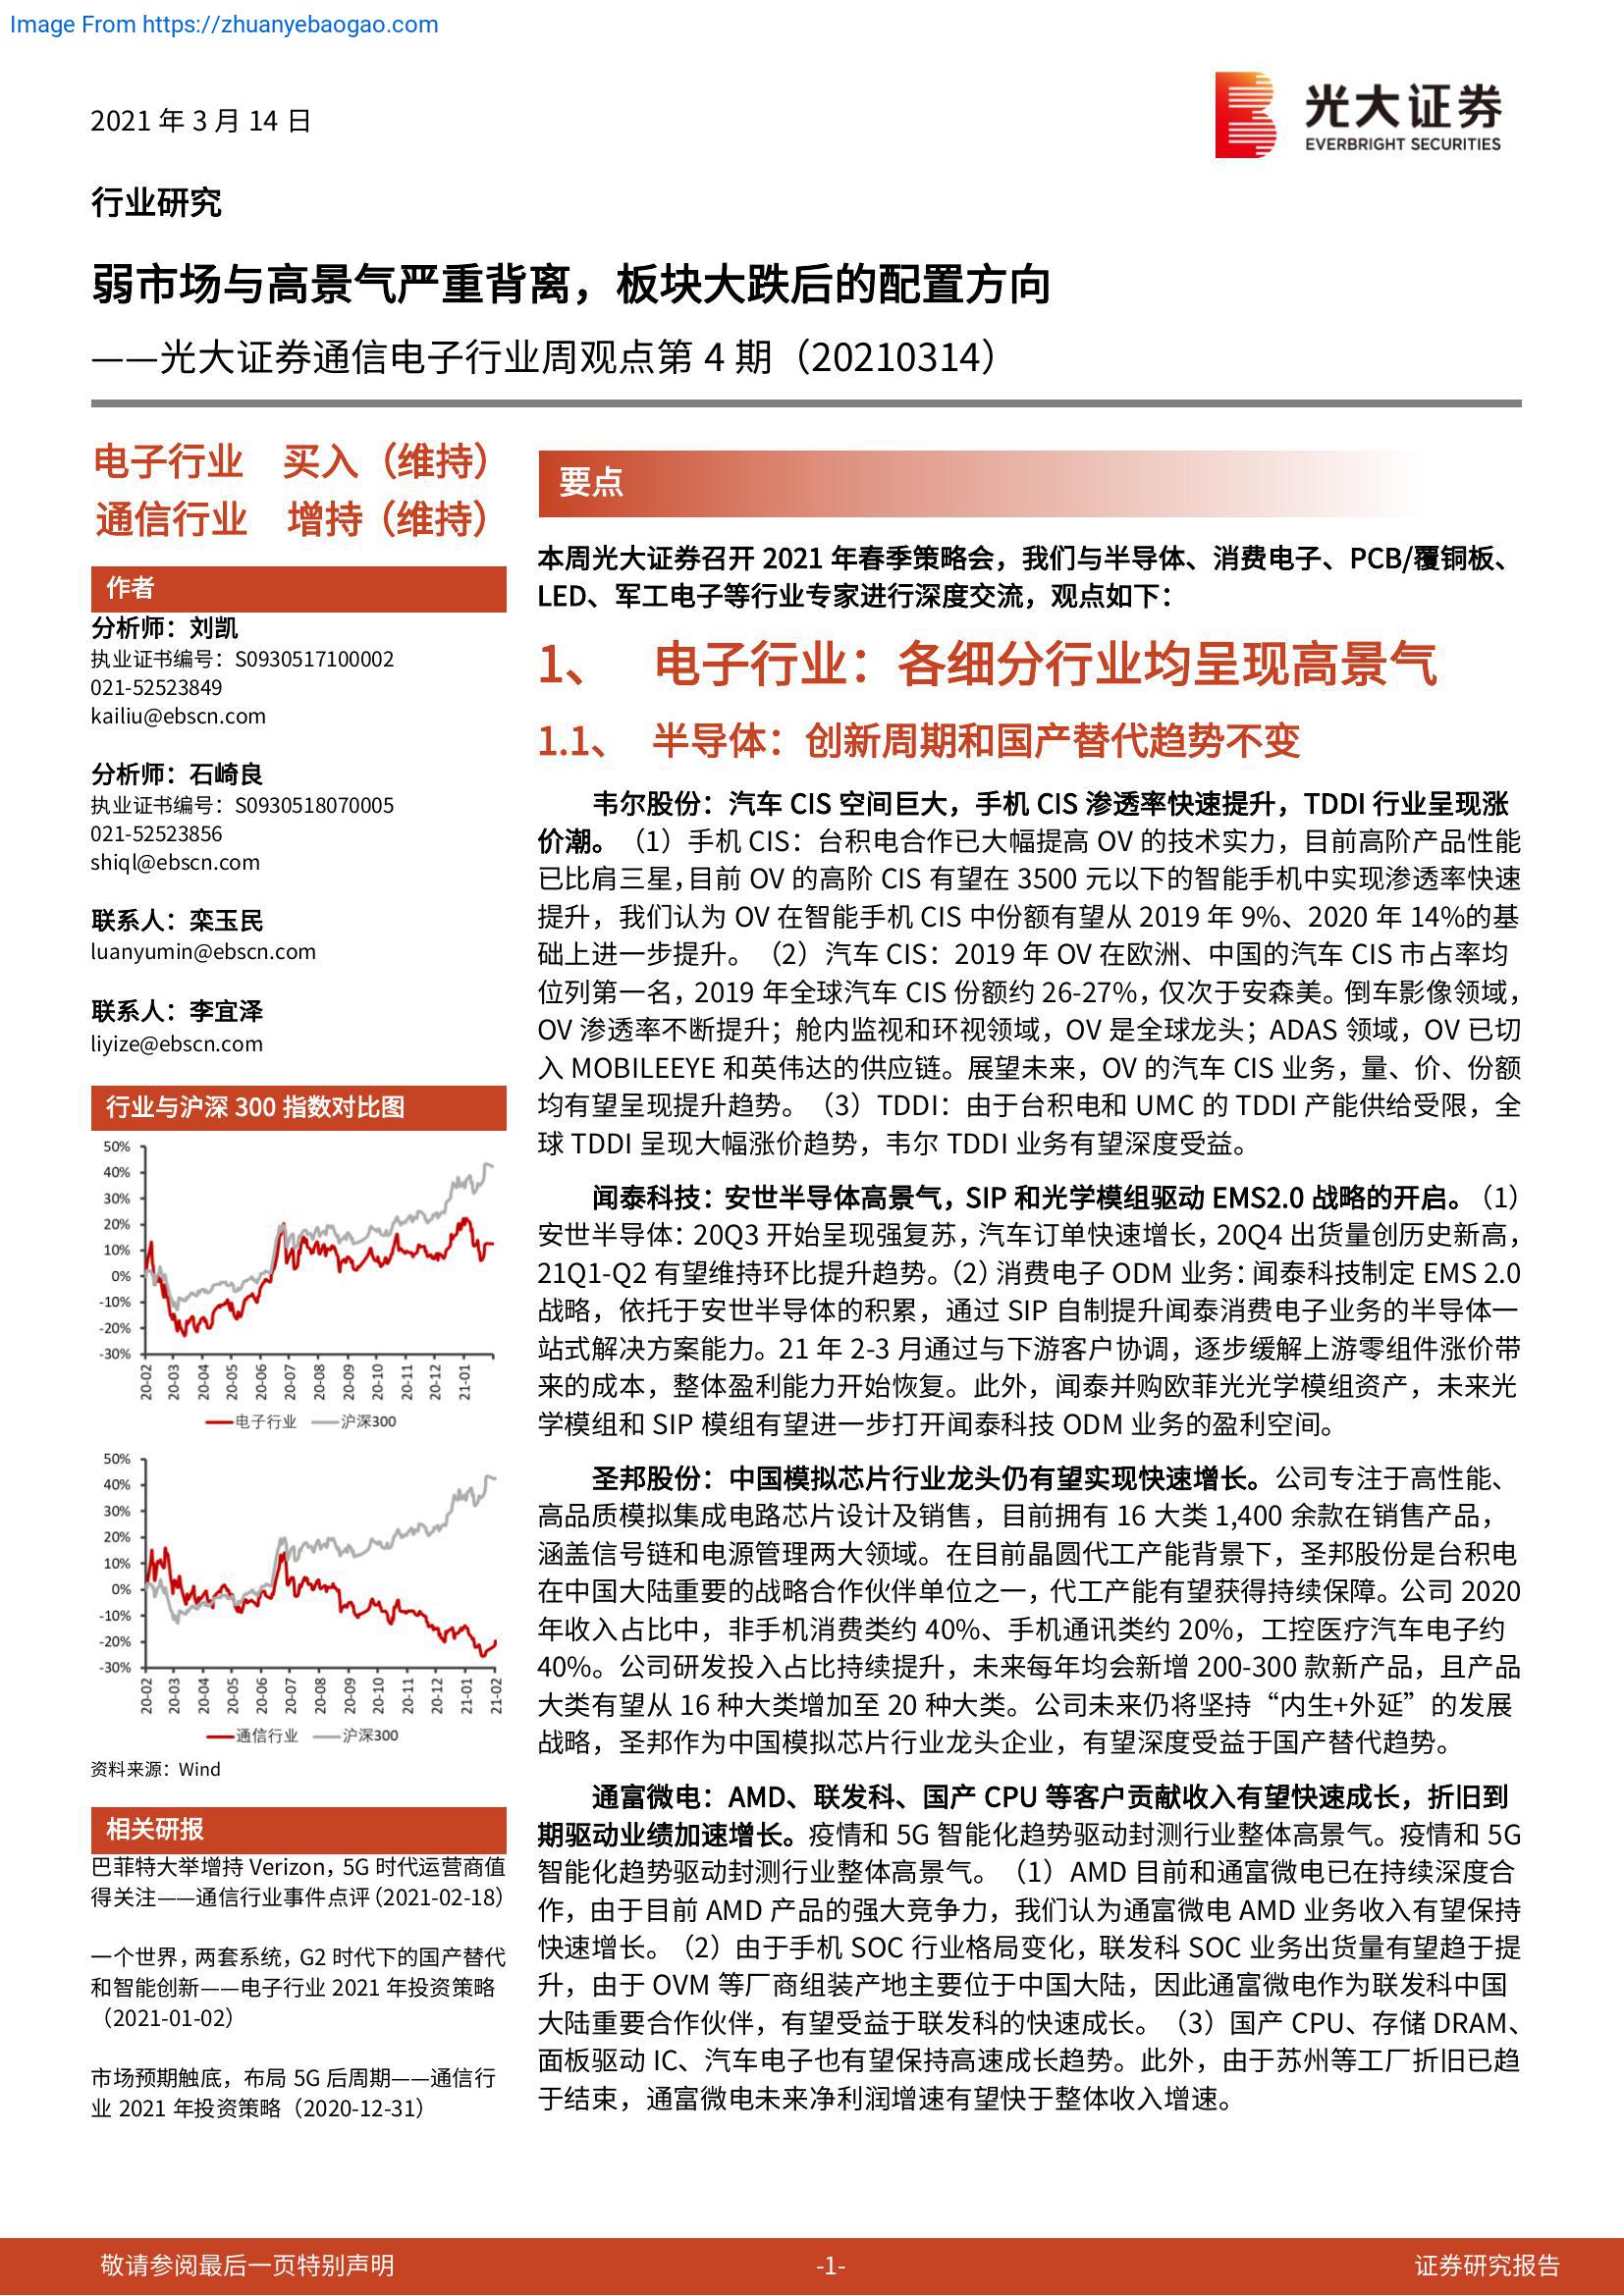 Image From https://zhuanyebaogao.com
2021 年 3 月 14 日
光大证券
EVERBRIGHT SECURITIES
行业研究
弱市场与高景气严重背离，板块大跌后的配置方向
——光大证券通信电子行业周观点第 4 期（20210314）
电子行业 买入（维持）
通信行业 增持（维持）
作者
分析师：刘凯
执业证书编号：S0930517100002
021-52523849
kailiu@ebscn.com
分析师：石崎良
执业证书编号：S0930518070005
021-52523856
shiql@ebscn.com
联系人：栾玉民
luanyumin@ebscn.com
联系人：李宜泽
liyize@ebscn.com
行业与沪深 300 指数对比图
50%
40%
30%
20%
10%
0%
-10%
-20%
-30%
20-02
20-03
20-04
20-05
20-06
20-07
20-08
20-09
20-10
20-11
20-12
21-01
电子行业 沪深300
50%
40%
30%
20%
10%
0%
-10%
-20%
-30%
20-02
20-03
20-04
20-05
20-06
20-07
20-08
20-09
20-10
20-11
20-12
21-01
21-02
通信行业 沪深300
资料来源：Wind
相关研报
巴菲特大举增持 Verizon，5G 时代运营商值
得关注——通信行业事件点评（2021-02-18）
一个世界，两套系统，G2 时代下的国产替代
和智能创新——电子行业 2021 年投资策略
（2021-01-02）
市场预期触底，布局 5G 后周期——通信行
业 2021 年投资策略（2020-12-31）
要点
本周光大证券召开 2021 年春季策略会，我们与半导体、消费电子、PCB/覆铜板、
LED、军工电子等行业专家进行深度交流，观点如下：
1、 电子行业：各细分行业均呈现高景气
1.1、 半导体：创新周期和国产替代趋势不变
韦尔股份：汽车 CIS 空间巨大，手机 CIS 渗透率快速提升，TDDI 行业呈现涨
价潮。（1）手机 CIS：台积电合作已大幅提高 OV 的技术实力，目前高阶产品性能
已比肩三星，目前 OV 的高阶 CIS 有望在 3500 元以下的智能手机中实现渗透率快速
提升，我们认为 OV 在智能手机 CIS 中份额有望从 2019 年 9%、2020 年 14%的基
础上进一步提升。（2）汽车 CIS：2019 年 OV 在欧洲、中国的汽车 CIS 市占率均
位列第一名，2019 年全球汽车 CIS 份额约 26-27%，仅次于安森美。倒车影像领域，
OV 渗透率不断提升；舱内监视和环视领域，OV 是全球龙头；ADAS 领域，OV 已切
入 MOBILEEYE 和英伟达的供应链。展望未来，OV 的汽车 CIS 业务，量、价、份额
均有望呈现提升趋势。（3）TDDI：由于台积电和 UMC 的 TDDI 产能供给受限，全
球 TDDI 呈现大幅涨价趋势，韦尔 TDDI 业务有望深度受益。
闻泰科技：安世半导体高景气，SIP 和光学模组驱动 EMS2.0 战略的开启。（1）
安世半导体：20Q3 开始呈现强复苏，汽车订单快速增长，20Q4 出货量创历史新高，
21Q1-Q2 有望维持环比提升趋势。（2）消费电子 ODM 业务：闻泰科技制定 EMS 2.0
战略，依托于安世半导体的积累，通过 SIP 自制提升闻泰消费电子业务的半导体一
站式解决方案能力。21 年 2-3 月通过与下游客户协调，逐步缓解上游零组件涨价带
来的成本，整体盈利能力开始恢复。此外，闻泰并购欧菲光光学模组资产，未来光
学模组和 SIP 模组有望进一步打开闻泰科技 ODM 业务的盈利空间。
圣邦股份：中国模拟芯片行业龙头仍有望实现快速增长。公司专注于高性能、
高品质模拟集成电路芯片设计及销售，目前拥有 16 大类 1,400 余款在销售产品，
涵盖信号链和电源管理两大领域。在目前晶圆代工产能背景下，圣邦股份是台积电
在中国大陆重要的战略合作伙伴单位之一，代工产能有望获得持续保障。公司 2020
年收入占比中，非手机消费类约 40%、手机通讯类约 20%，工控医疗汽车电子约
40%。公司研发投入占比持续提升，未来每年均会新增 200-300 款新产品，且产品
大类有望从 16 种大类增加至 20 种大类。公司未来仍将坚持“内生+外延”的发展
战略，圣邦作为中国模拟芯片行业龙头企业，有望深度受益于国产替代趋势。
通富微电：AMD、联发科、国产 CPU 等客户贡献收入有望快速成长，折旧到
期驱动业绩加速增长。疫情和 5G 智能化趋势驱动封测行业整体高景气。疫情和 5G
智能化趋势驱动封测行业整体高景气。（1）AMD 目前和通富微电已在持续深度合
作，由于目前 AMD 产品的强大竞争力，我们认为通富微电 AMD 业务收入有望保持
快速增长。（2）由于手机 SOC 行业格局变化，联发科 SOC 业务出货量有望趋于提
升，由于 OVM 等厂商组装产地主要位于中国大陆，因此通富微电作为联发科中国
大陆重要合作伙伴，有望受益于联发科的快速成长。（3）国产 CPU、存储 DRAM、
面板驱动 IC、汽车电子也有望保持高速成长趋势。此外，由于苏州等工厂折旧已趋
于结束，通富微电未来净利润增速有望快于整体收入增速。
敬请参阅最后一页特别声明
-1-
证券研究报告